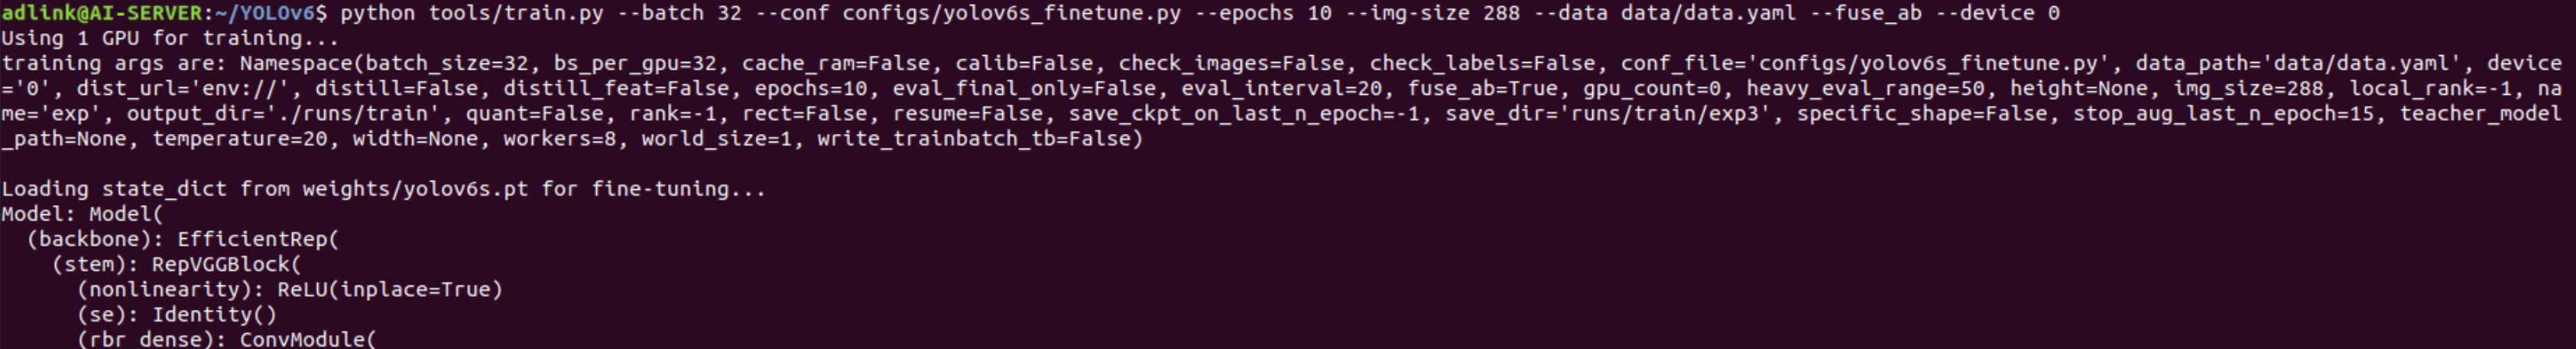 adlink@AI-SERVER:~/YOLOv6$ python tools/train.py --batch 32 --conf configs/yolov6s_finetune.py --epochs 10 --img-size 288 --data data/data.yaml --fuse_ab --device 0
Using 1 GPU for training...
training args are: Namespace(batch_size=32, bs_per_gpu=32, cache_ram=False, calib=False, check_images=False, check_labels=False, conf_file='configs/yolov6s_finetune.py', data_path='data/data.yaml', device
='0', dist_url='env://', distill=False, distill_feat=False, epochs=10, eval_final_only=False, eval_interval=20, fuse_ab=True, gpu_count=0, heavy_eval_range=50, height=None, img_size=288, local_rank=-1, na
me='exp', output_dir='./runs/train', quant=False, rank=-1, rect=False, resume=False, save_ckpt_on_last_n_epoch=-1, save_dir='runs/train/exp3', specific_shape=False, stop_aug_last_n_epoch=15, teacher_model
_path=None, temperature=20, width=None, workers=8, world_size=1, write_trainbatch_tb=False)
Loading state_dict from weights/yolov6s.pt for fine-tuning...
Model: Model(
  (backbone): EfficientRep(
    (stem): RepVGGBlock(
      (nonlinearity): ReLU(inplace=True)
      (se): Identity()
      (rbr_dense): ConvModule(